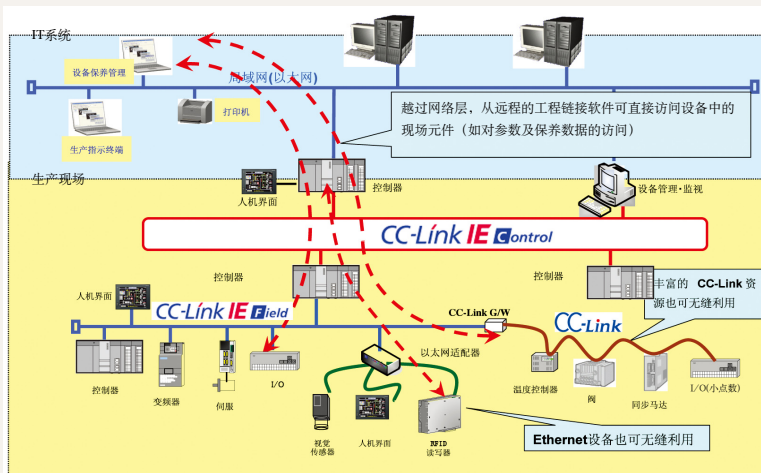 IT系统
设备保养管理
局域网(以太网)
打印机
生产指示终端
越过网络层，从远程的工程链接软件可直接访问设备中的
现场元件（如对参数及保养数据的访问）
生产现场
人机界面
控制器
设备管理·监视
CC-Link IE Control
控制器
控制器
丰富的 CC-Link 资
源也可无缝利用
人机界面
CC-Link IE Field
CC-Link G/W
CC-Link
以太网适配器
控制器
变频器
伺服
I/O
温度控制器
阀
同步马达
I/O(小点数)
视觉
传感器
人机界面
RFID
读写器
Ethernet设备也可无缝利用